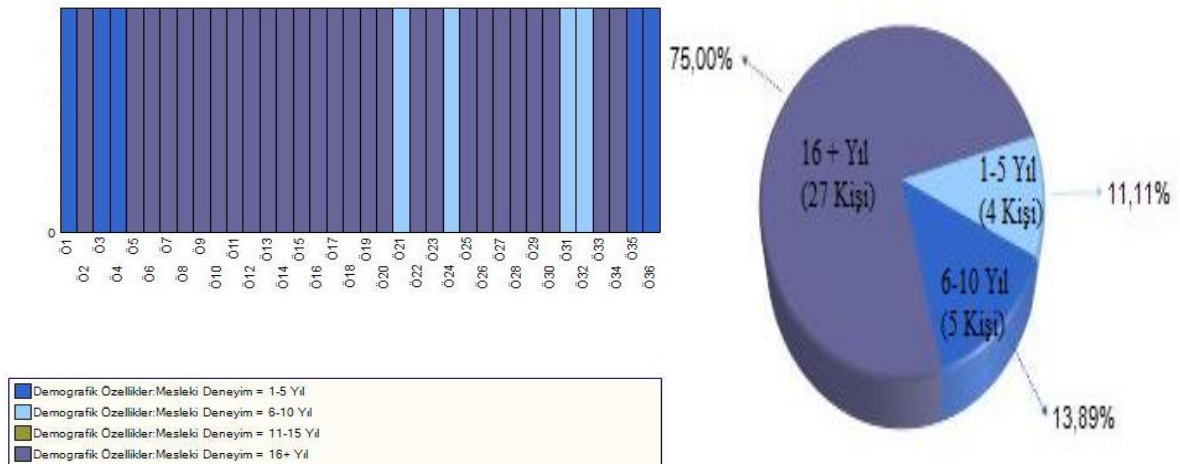 0
Ö1
Ö2
Ö3
Ö4
Ö5
Ö6
Ö7
Ö8
Ö9
Ö10
Ö11
Ö12
Ö13
Ö14
Ö15
Ö16
Ö17
Ö18
Ö19
Ö20
Ö21
Ö22
Ö23
Ö24
Ö25
Ö26
Ö27
Ö28
Ö29
Ö30
Ö31
Ö32
Ö33
Ö34
Ö35
Ö36
Demografik Özellikler:Mesleki Deneyim = 1-5 Yıl
Demografik Özellikler:Mesleki Deneyim = 6-10 Yıl
Demografik Özellikler:Mesleki Deneyim = 11-15 Yıl
Demografik Özellikler:Mesleki Deneyim = 16+ Yıl
75,00%
16 + Yıl
(27 Kişi)
1-5 Yıl
(4 Kişi)
11,11%
6-10 Yıl
(5 Kişi)
13,89%